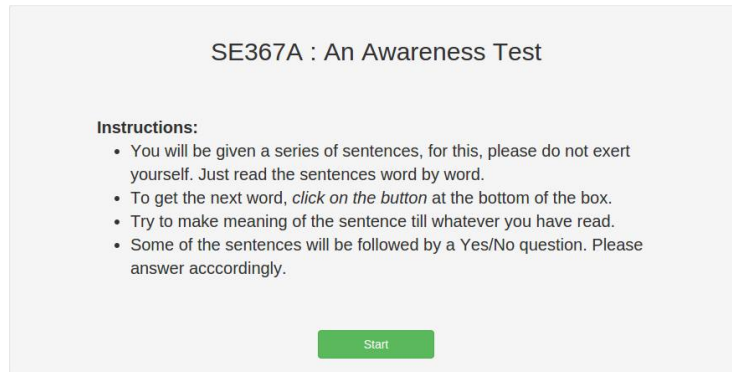 SE367A : An Awareness Test
Instructions:
• You will be given a series of sentences, for this, please do not exert
yourself. Just read the sentences word by word.
• To get the next word, click on the button at the bottom of the box.
• Try to make meaning of the sentence till whatever you have read.
• Some of the sentences will be followed by a Yes/No question. Please
answer acccordingly.
Start